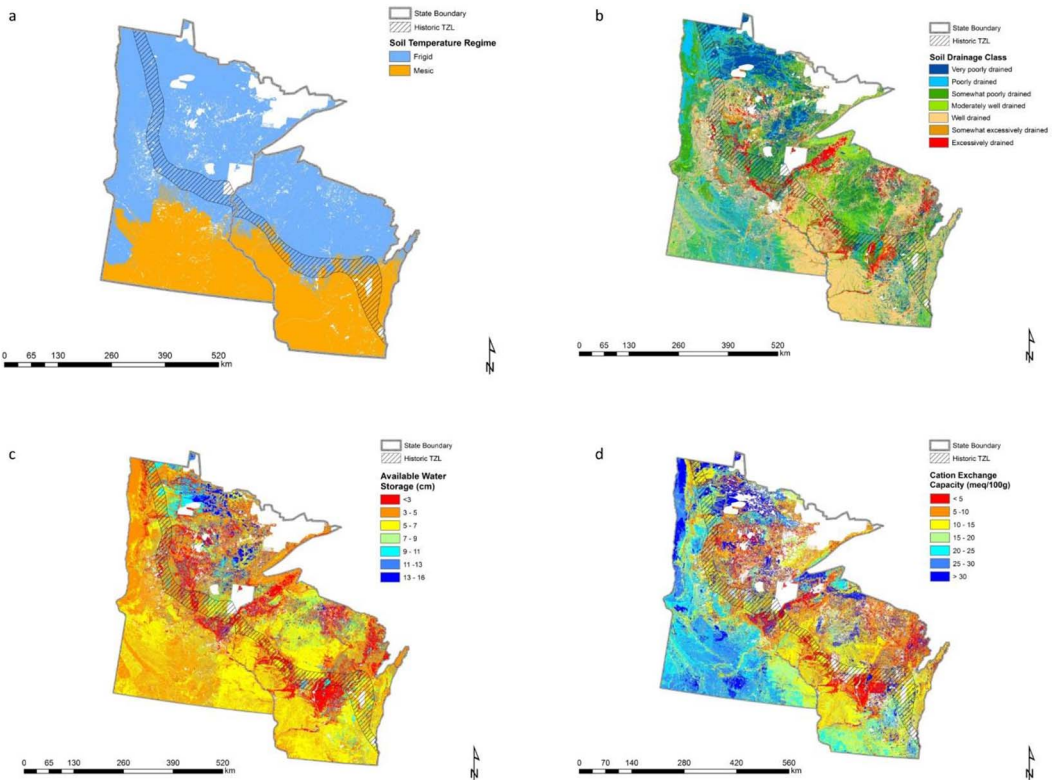 a
State Boundary
Historic TZL
Soil Temperature Regime
Frigid
Mesic
0 65 130 260 390 520
km
N
b
State Boundary
Historic TZL
Soil Drainage Class
Very poorly drained
Poorly drained
Somewhat poorly drained
Moderately well drained
Well drained
Somewhat excessively drained
Excessively drained
0 65 130 260 390 520
km
N
c
State Boundary
Historic TZL
Available Water
Storage (cm)
<3
3 - 5
5 - 7
7 - 9
9 - 11
11 -13
13 - 16
0 65 130 260 390 520
km
N
d
State Boundary
Historic TZL
Cation Exchange
Capacity (meq/100g)
< 5
5 -10
10 - 15
15 - 20
20 - 25
25 - 30
> 30
0 70 140 280 420 560
km
N